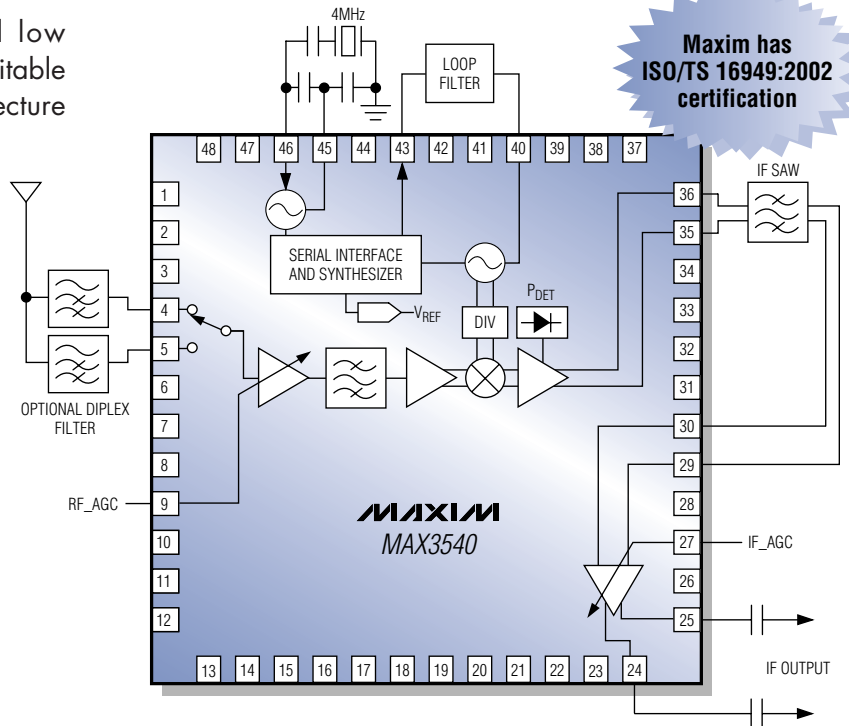 l low
itable
ecture
4MHz
LOOP
FILTER
Maxim has
ISO/TS 16949:2002
certification
48 47 46 45 44 43 42 41 40 39 38 37
IF SAW
1
2
3
4
5
6
7
8
9
10
11
12
36
35
34
33
32
31
30
29
28
27
26
25
SERIAL INTERFACE
AND SYNTHESIZER
VREF
DIV
PDET
OPTIONAL DIPLEX
FILTER
RF_AGC
MAXIM
MAX3540
IF_AGC
13 14 15 16 17 18 19 20 21 22 23 24
IF OUTPUT